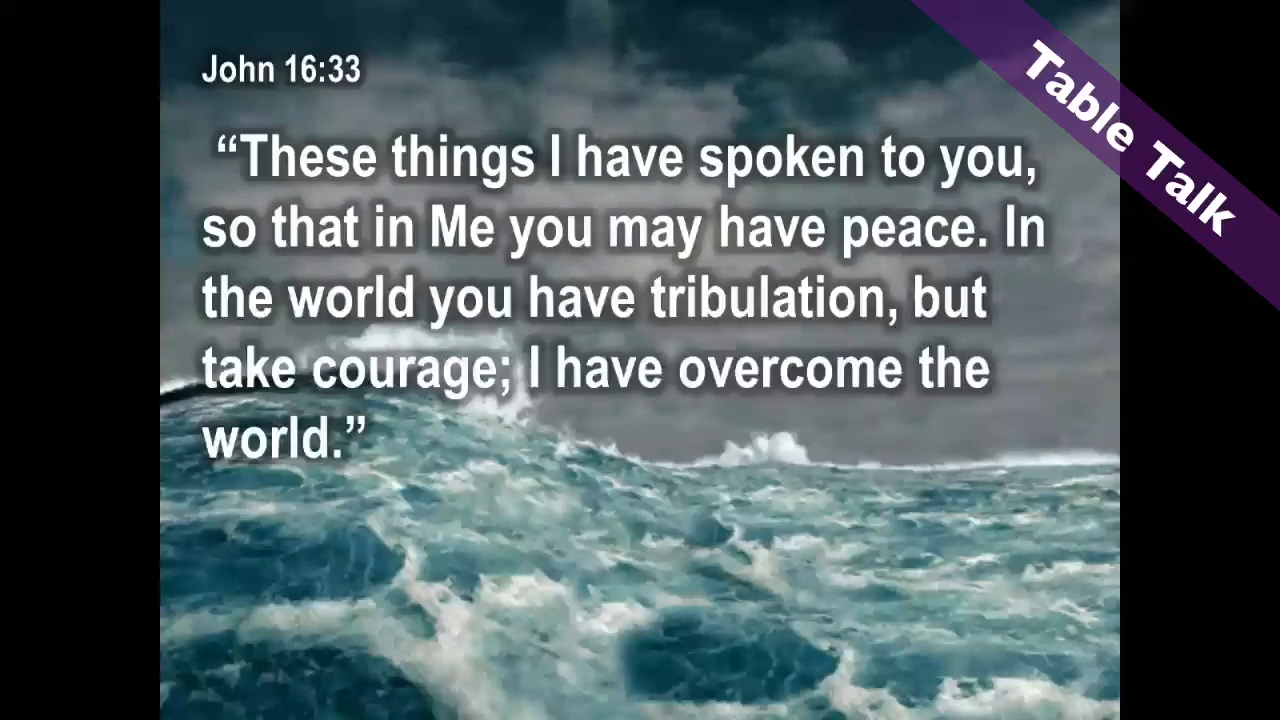 John 16:33
“These things I have spoken to you,
so that in Me you may have peace. In
the world you have tribulation, but
take courage; I have overcome the
world.”
Table Talk